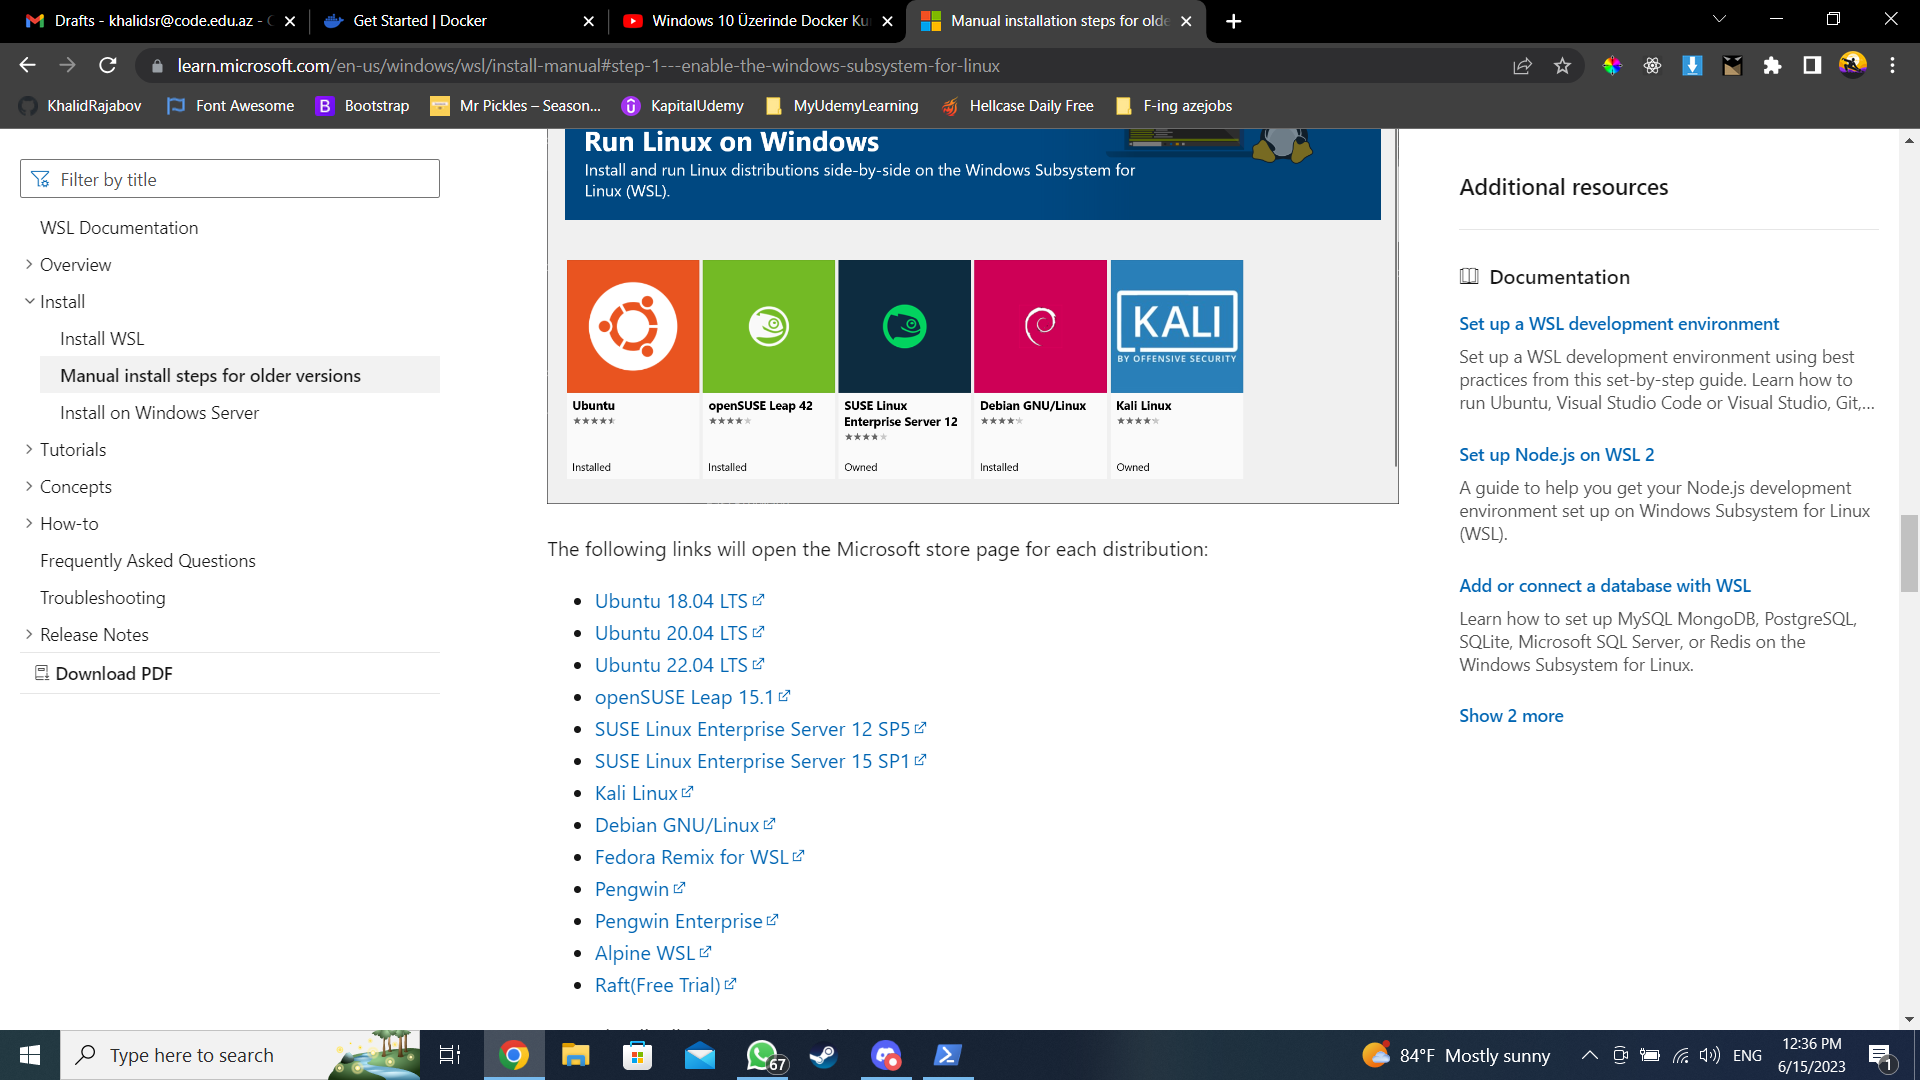 Drafts - khalidsr@code.edu.az -
Get Started | Docker
Windows 10 Üzerinde Docker Ku
Manual installation steps for olde
learn.microsoft.com/en-us/windows/wsl/install-manual#step-1---enable-the-windows-subsystem-for-linux
KhalidRajabov
Font Awesome
B Bootstrap
Mr Pickles – Season...
KapitalUdemy
MyUdemyLearning
Hellcase Daily Free
F-ing azejobs
Filter by title
WSL Documentation
Overview
Install
Install WSL
Manual install steps for older versions
Install on Windows Server
Tutorials
Concepts
How-to
Frequently Asked Questions
Troubleshooting
Release Notes
Download PDF
Run Linux on Windows
Install and run Linux distributions side-by-side on the Windows Subsystem for
Linux (WSL).
KALI
BY OFFENSIVE SECURITY
Ubuntu
Installed
openSUSE Leap 42
Installed
SUSE Linux
Enterprise Server 12
Owned
Debian GNU/Linux
Installed
Kali Linux
Owned
The following links will open the Microsoft store page for each distribution:
• Ubuntu 18.04 LTS
• Ubuntu 20.04 LTS
• Ubuntu 22.04 LTS
• openSUSE Leap 15.1
• SUSE Linux Enterprise Server 12 SP5
• SUSE Linux Enterprise Server 15 SP1
• Kali Linux
• Debian GNU/Linux
• Fedora Remix for WSL
• Pengwin
• Pengwin Enterprise
• Alpine WSL
• Raft(Free Trial)
Additional resources
Documentation
Set up a WSL development environment
Set up a WSL development environment using best
practices from this set-by-step guide. Learn how to
run Ubuntu, Visual Studio Code or Visual Studio, Git,...
Set up Node.js on WSL 2
A guide to help you get your Node.js development
environment set up on Windows Subsystem for Linux
(WSL).
Add or connect a database with WSL
Learn how to set up MySQL MongoDB, PostgreSQL,
SQLite, Microsoft SQL Server, or Redis on the
Windows Subsystem for Linux.
Show 2 more
Type here to search
67
84°F Mostly sunny
ENG
12:36 PM
6/15/2023
1